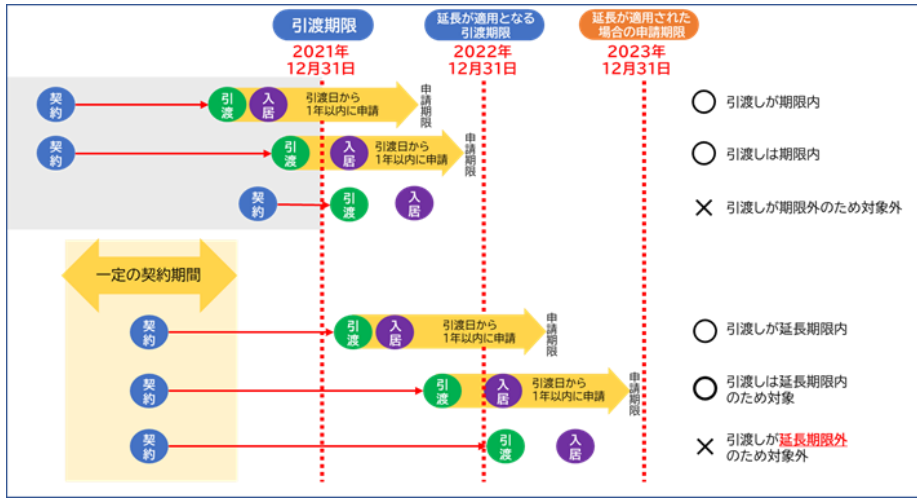 引渡期限
延長が適用となる
引渡期限
延長が適用された
場合の申請期限
2021年
12月31日
2022年
12月31日
2023年
12月31日
契約
引渡
入居
引渡日から
1年以内に申請
申請期限
引渡しが期限内
契約
引渡
入居
引渡日から
1年以内に申請
申請期限
引渡しは期限内
契約
引渡
入居
引渡しが期限外のため対象外
一定の契約期間
契約
引渡
入居
引渡日から
1年以内に申請
申請期限
引渡しが延長期限内
契約
引渡
入居
引渡日から
1年以内に申請
申請期限
引渡しは延長期限内
のため対象
契約
引渡
入居
引渡しが延長期限外
のため対象外